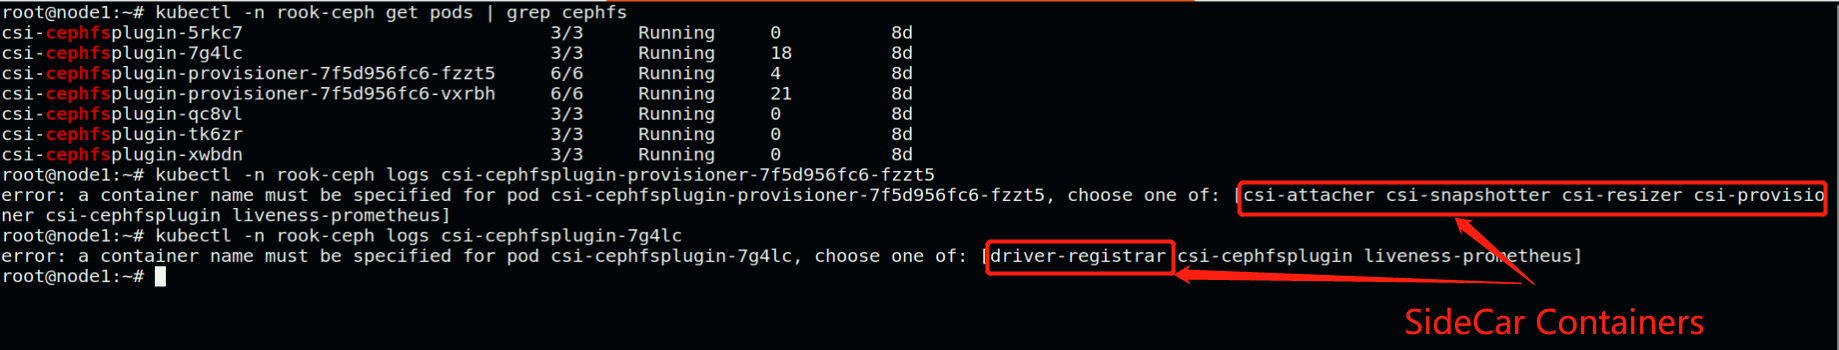 root@node1:~# kubectl -n rook-ceph get pods | grep cephfs
csi-cephfsplugin-5rkc7 3/3 Running 0 8d
csi-cephfsplugin-7g4lc 3/3 Running 18 8d
csi-cephfsplugin-provisioner-7f5d956fc6-fzzt5 6/6 Running 4 8d
csi-cephfsplugin-provisioner-7f5d956fc6-vxrbh 6/6 Running 21 8d
csi-cephfsplugin-qc8vl 3/3 Running 0 8d
csi-cephfsplugin-tk6zr 3/3 Running 0 8d
csi-cephfsplugin-xwbdn 3/3 Running 0 8d
root@node1:~# kubectl -n rook-ceph logs csi-cephfsplugin-provisioner-7f5d956fc6-fzzt5
error: a container name must be specified for pod csi-cephfsplugin-provisioner-7f5d956fc6-fzzt5, choose one of: [csi-attacher csi-snapshotter csi-resizer csi-provisio
ner csi-cephfsplugin liveness-prometheus]
root@node1:~# kubectl -n rook-ceph logs csi-cephfsplugin-7g4lc
error: a container name must be specified for pod csi-cephfsplugin-7g4lc, choose one of: [driver-registrar csi-cephfsplugin liveness-prometheus]
root@node1:~#
SideCar Containers